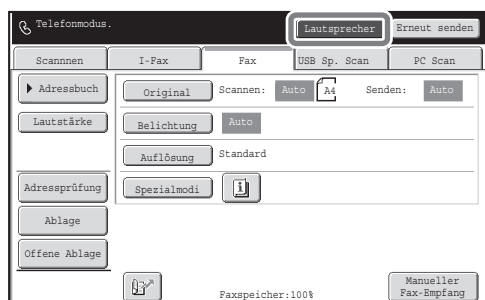 Telefonmodus.
Lautsprecher
Erneut senden
Scannnen
I-Fax
Fax
USB Sp. Scan
PC Scan
Adressbuch
Original
Scannen:
Auto
A4
Senden:
Auto
Lautstärke
Belichtung
Auto
Auflösung
Standard
Adressprüfung
Spezialmodi
Ablage
Offene Ablage
Faxspeicher:100%
Manueller
Fax-Empfang